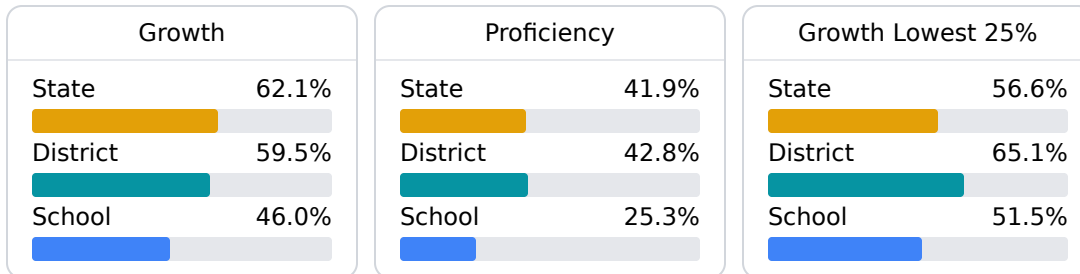 Growth
State 62.1%
District 59.5%
School 46.0%
Proficiency
State 41.9%
District 42.8%
School 25.3%
Growth Lowest 25%
State 56.6%
District 65.1%
School 51.5%